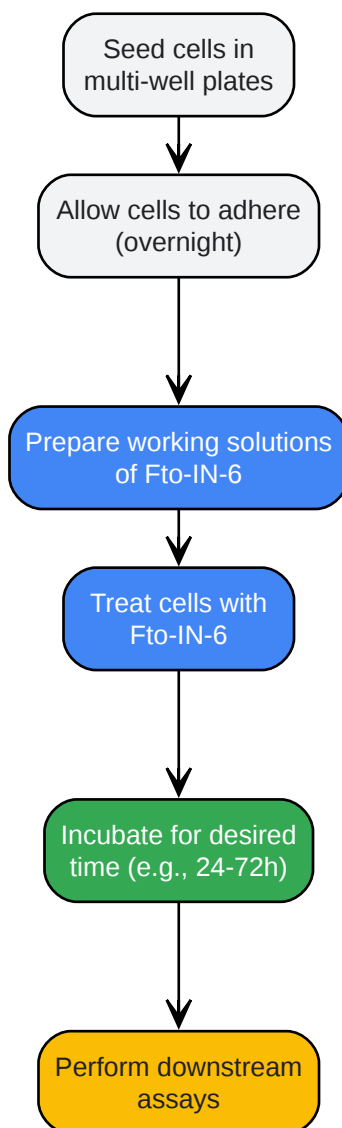 Seed cells in
multi-well plates
Allow cells to adhere
(overnight)
Prepare working solutions
of Fto-IN-6
Treat cells with
Fto-IN-6
Incubate for desired
time (e.g., 24-72h)
Perform downstream
assays